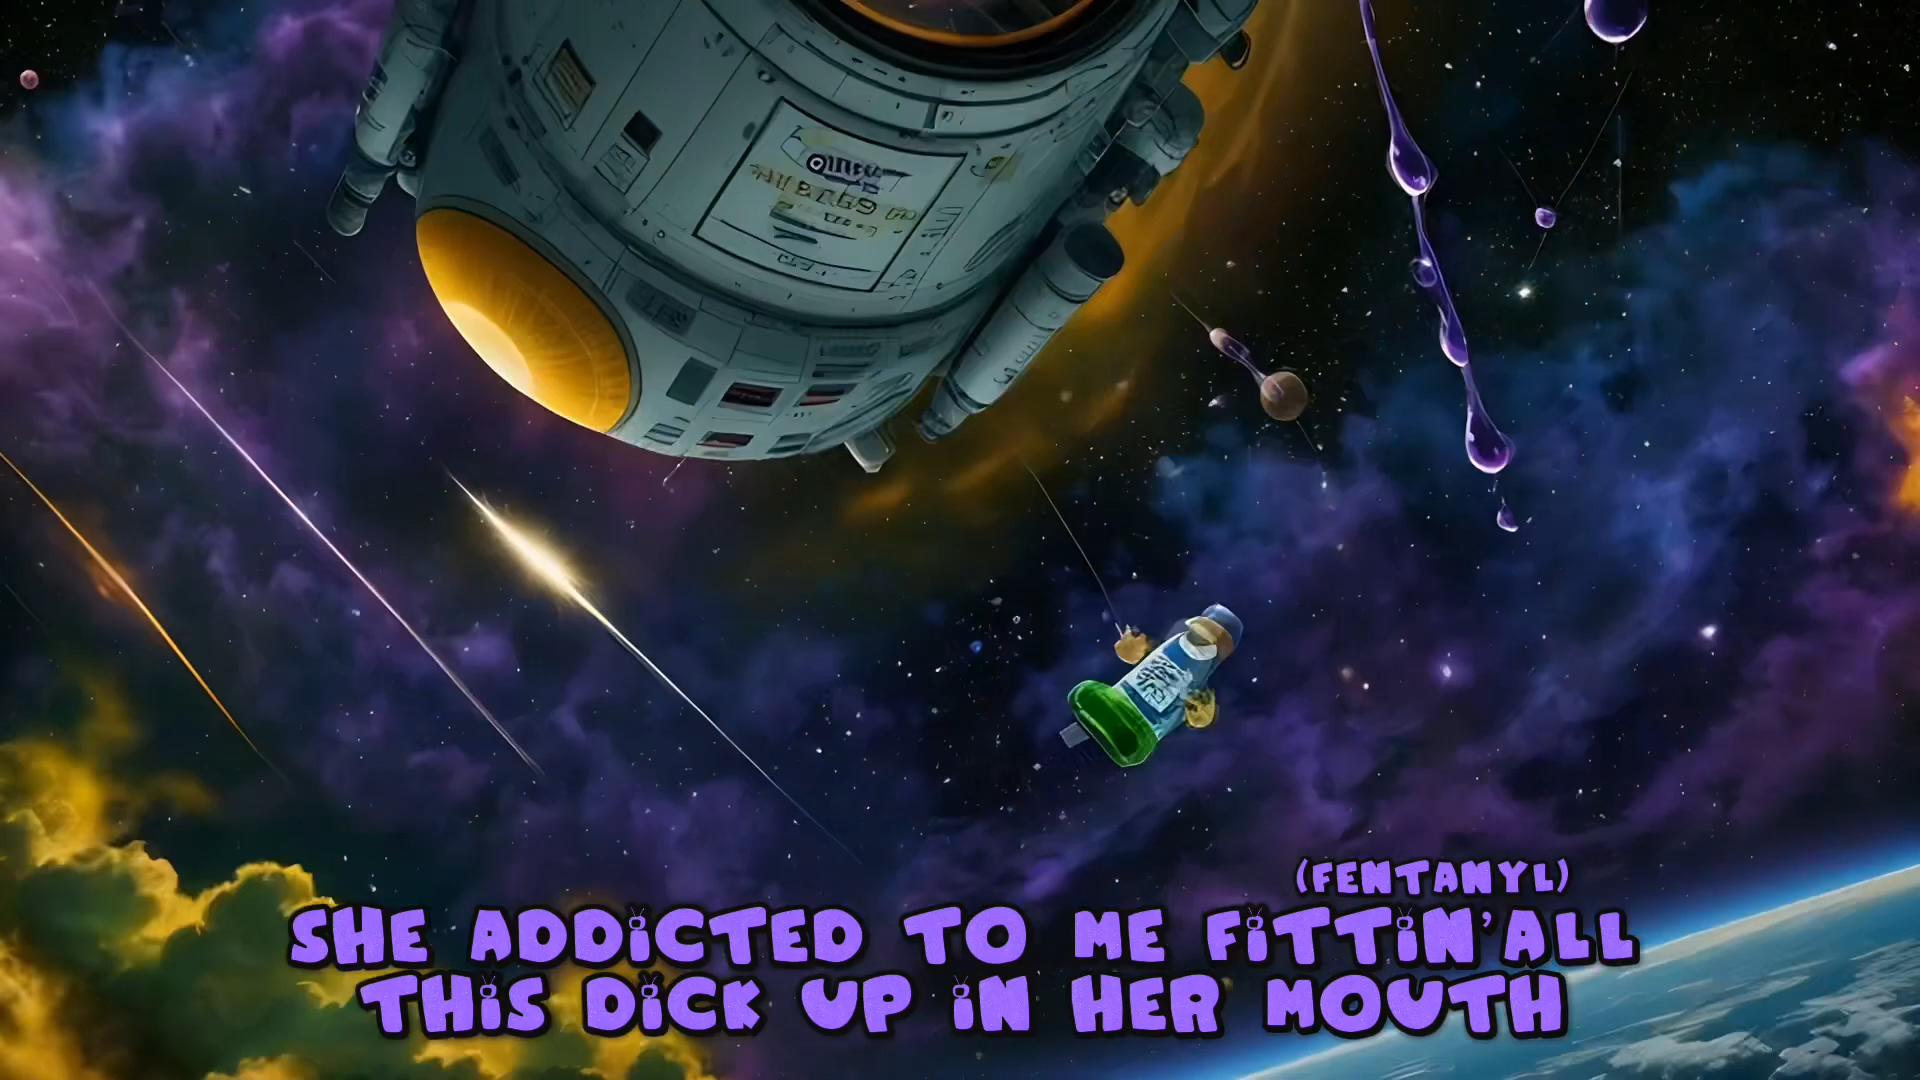 (FENTANYL)
SHE ADDICTED TO ME FITTIN' ALL
THIS DICK UP IN HER MOUTH